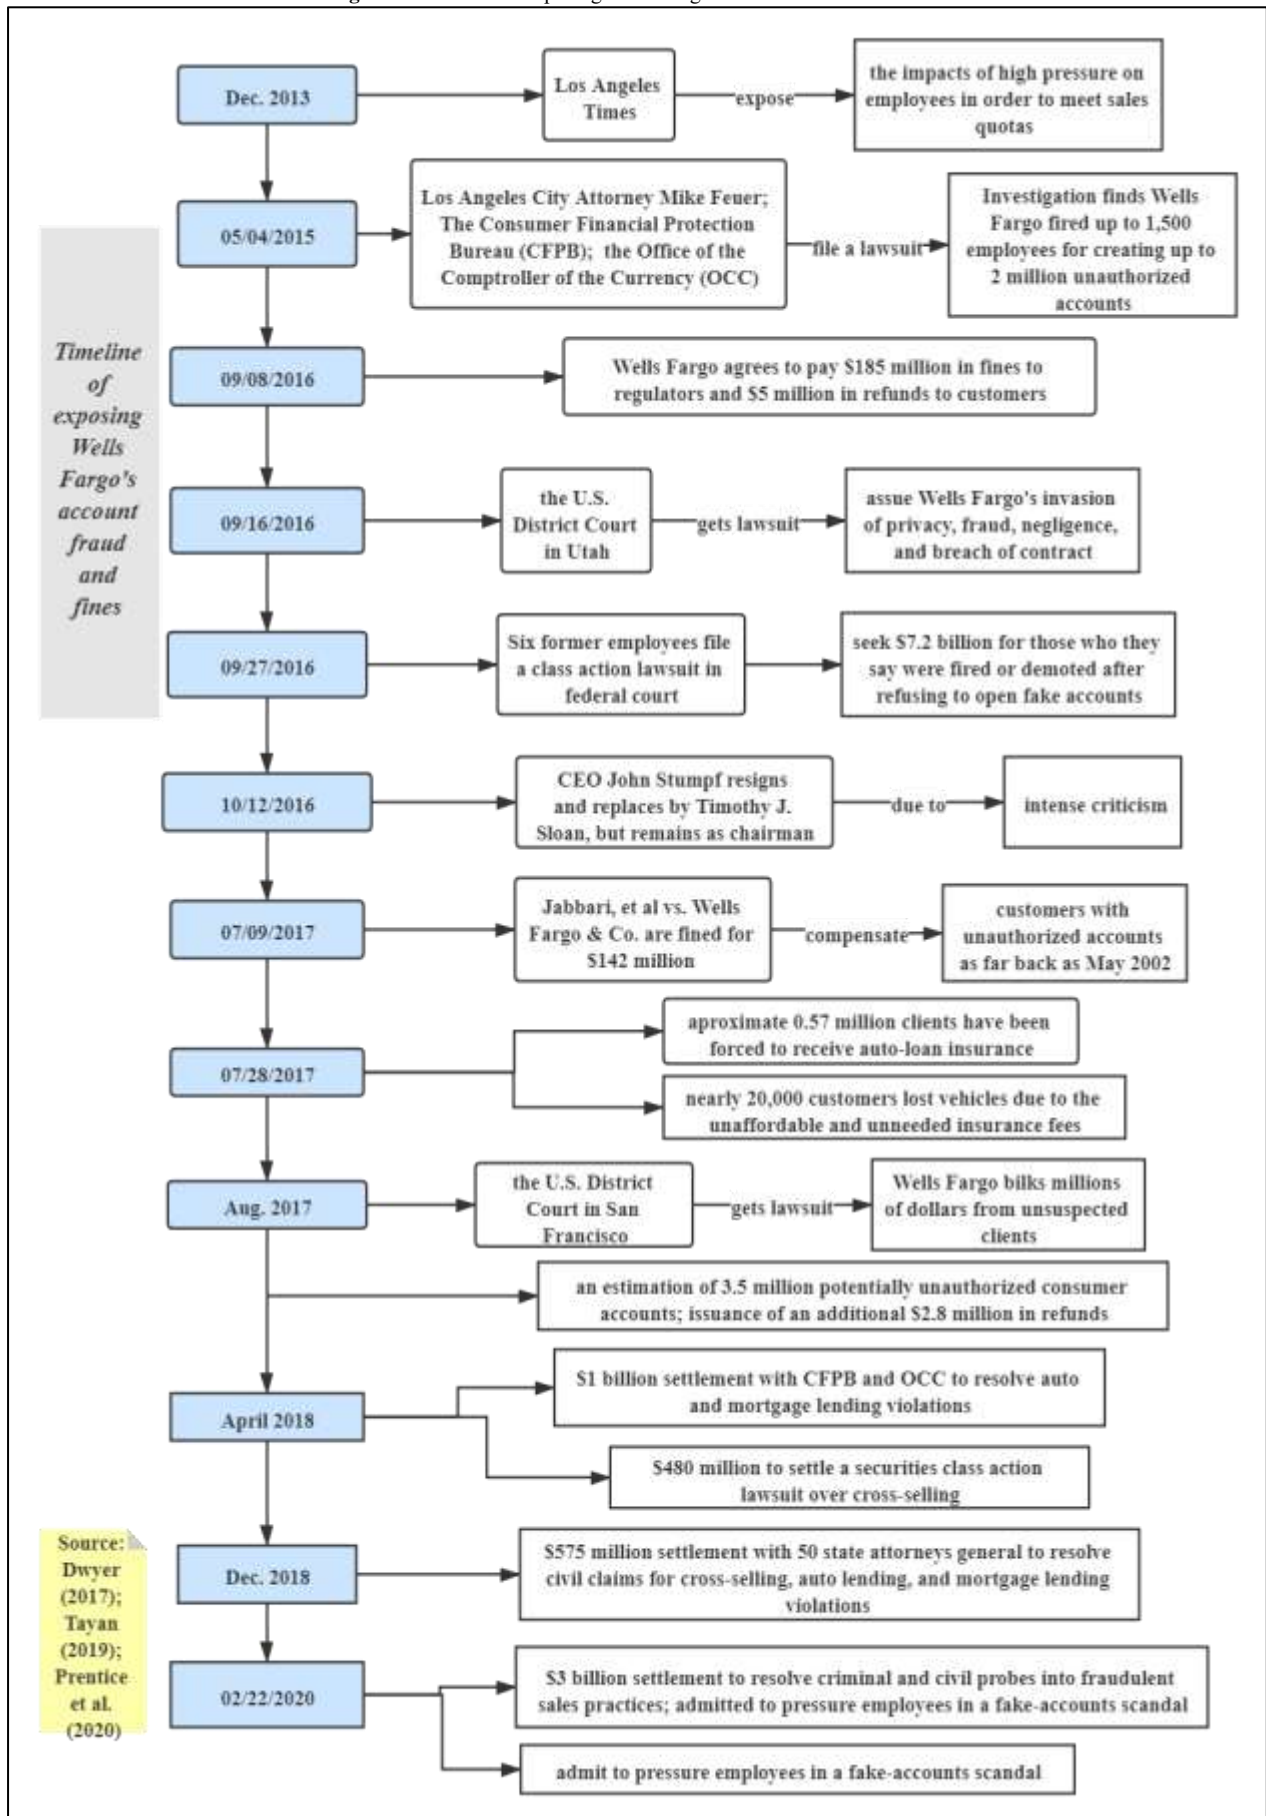 Dec. 2013
Los Angeles
Times
expose
the impacts of high pressure on
employees in order to meet sales
quotas
05/04/2015
Los Angeles City Attorney Mike Feuer;
The Consumer Financial Protection
Bureau (CFPB); the Office of the
Comptroller of the Currency (OCC)
file a lawsuit
Investigation finds Wells
Fargo fired up to 1,500
employees for creating up to
2 million unauthorized
accounts
Timeline
of
exposing
Wells
Fargo's
account
fraud
and
fines
09/08/2016
Wells Fargo agrees to pay $185 million in fines to
regulators and $5 million in refunds to customers
09/16/2016
the U.S.
District Court
in Utah
gets lawsuit
assue Wells Fargo's invasion
of privacy, fraud, negligence,
and breach of contract
09/27/2016
Six former employees file
a class action lawsuit in
federal court
seek $7.2 billion for those who they
say were fired or demoted after
refusing to open fake accounts
10/12/2016
CEO John Stumpf resigns
and replaces by Timothy J.
Sloan, but remains as chairman
due to
intense criticism
07/09/2017
Jabbari, et al vs. Wells
Fargo & Co. are fined for
$142 million
compensate
customers with
unauthorized accounts
as far back as May 2002
07/28/2017
aproximate 0.57 million clients have been
forced to receive auto-loan insurance
nearly 20,000 customers lost vehicles due to the
unaffordable and unneeded insurance fees
Aug. 2017
the U.S. District
Court in San
Francisco
gets lawsuit
Wells Fargo bilks millions
of dollars from unsuspected
clients
an estimation of 3.5 million potentially unauthorized consumer
accounts; issuance of an additional $2.8 million in refunds
April 2018
$1 billion settlement with CFPB and OCC to resolve auto
and mortgage lending violations
$480 million to settle a securities class action
lawsuit over cross-selling
Dec. 2018
$575 million settlement with 50 state attorneys general to resolve
civil claims for cross-selling, auto lending, and mortgage lending
violations
Source:
Dwyer
(2017);
Tayan
(2019);
Prentice
et al.
(2020)
02/22/2020
$3 billion settlement to resolve criminal and civil probes into fraudulent
sales practices; admitted to pressure employees in a fake-accounts scandal
admit to pressure employees in a fake-accounts scandal